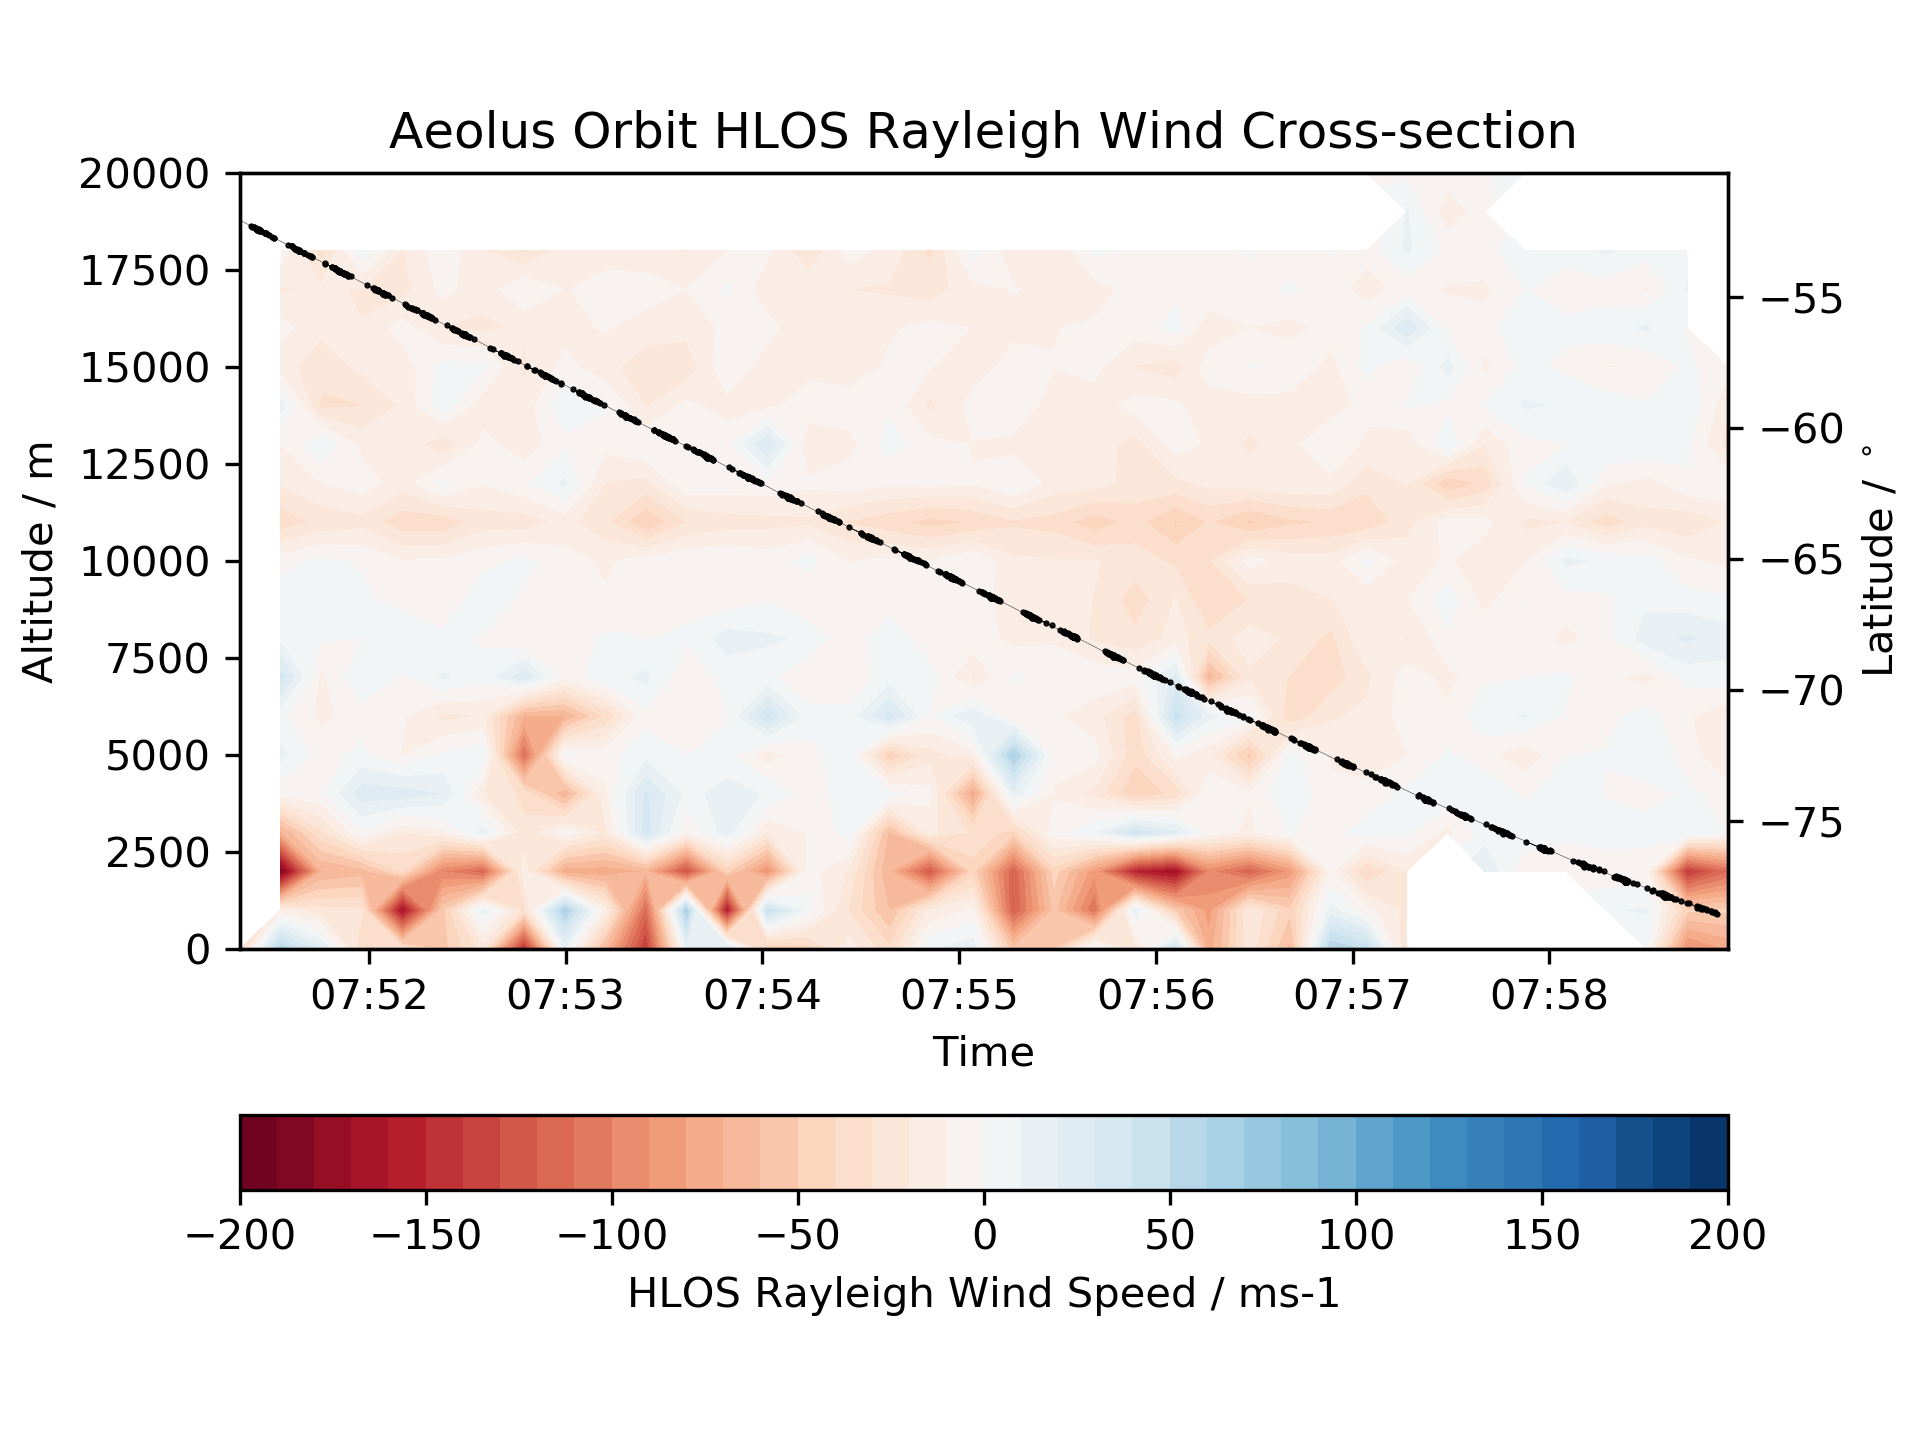 Aeolus Orbit HLOS Rayleigh Wind Cross-section
20000
17500
15000
12500
10000
7500
5000
2500
0
Altitude / m
−55
−60
−65
−70
−75
Latitude / °
07:52 07:53 07:54 07:55 07:56 07:57 07:58
Time
−200 −150 −100 −50 0 50 100 150 200
HLOS Rayleigh Wind Speed / ms-1